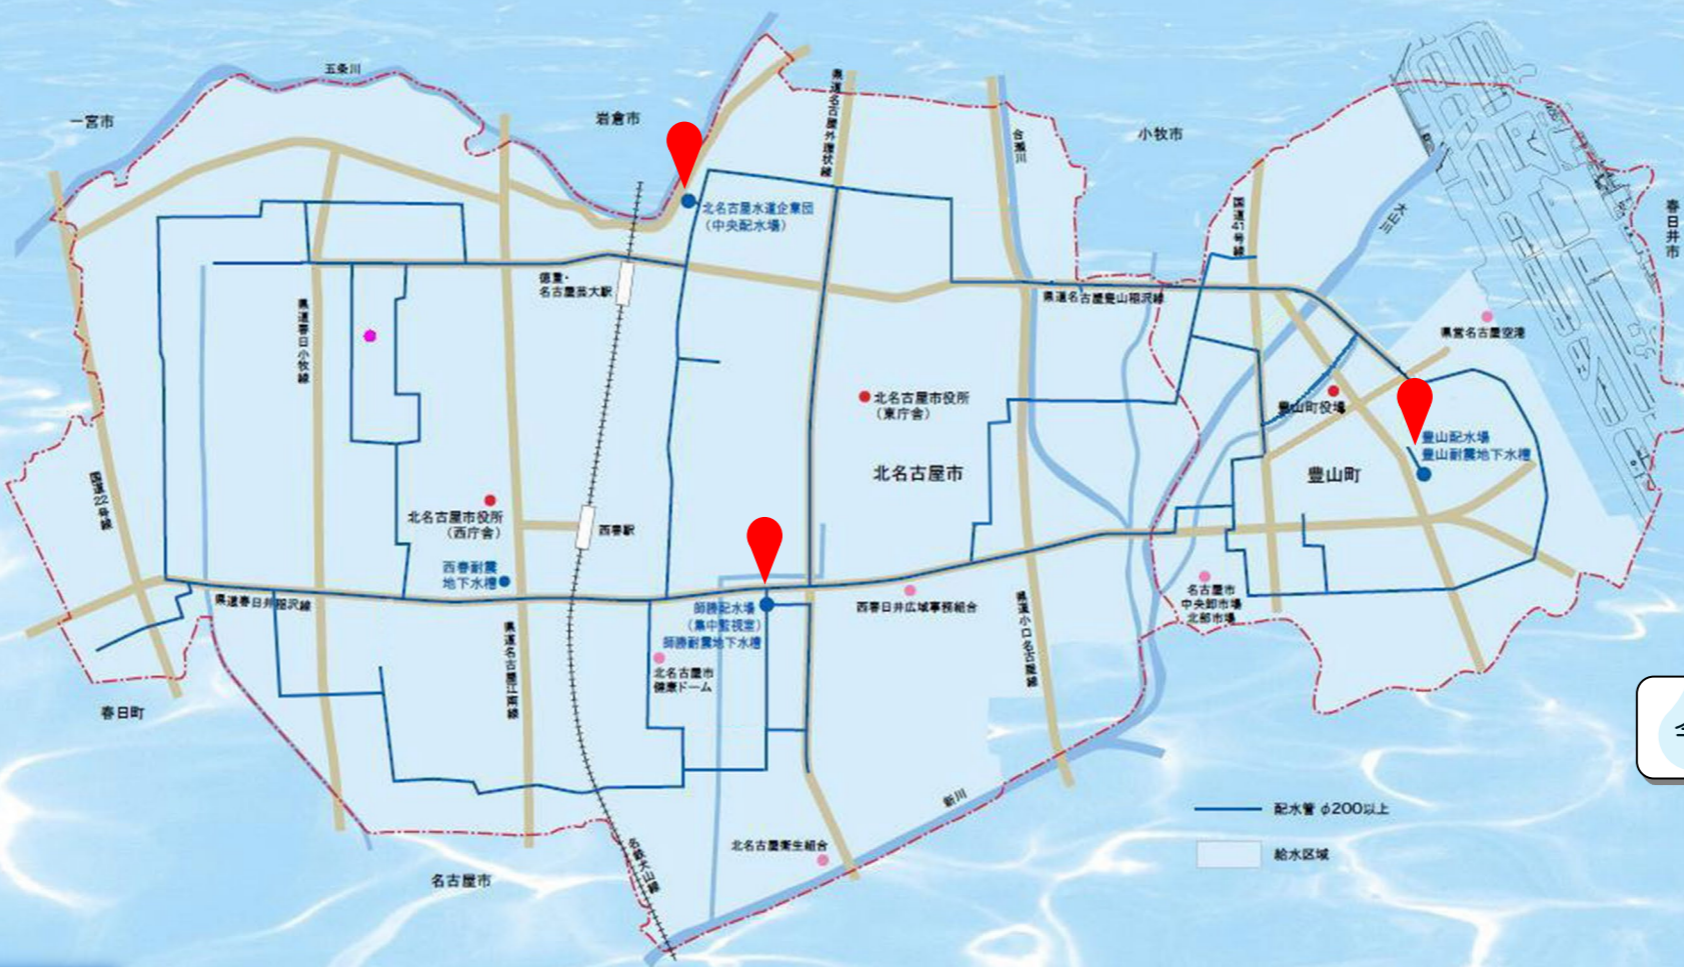 五条川
一宮市
岩倉市
県道名古屋外環状線
合瀬川
小牧市
国道41号線
大山川
春日井市
北名古屋水道企業団
（中央配水場）
徳重・
名古屋芸大駅
県道名古屋豊山稲沢線
県道春日小牧線
県営名古屋空港
北名古屋市役所
（東庁舎）
豊山町役場
豊山配水場
豊山耐震地下水槽
北名古屋市
豊山町
国道22号線
北名古屋市役所
（西庁舎）
西春駅
西春耐震
地下水槽
県道春日井稲沢線
師勝配水場
（集中監視室）
師勝耐震地下水槽
西春日井広域事務組合
名古屋市
中央卸市場
北部市場
県道小口名古屋線
県道名古屋江南線
北名古屋市
健康ドーム
春日町
新川
配水管 φ200以上
北名古屋衛生組合
給水区域
名鉄犬山線
名古屋市